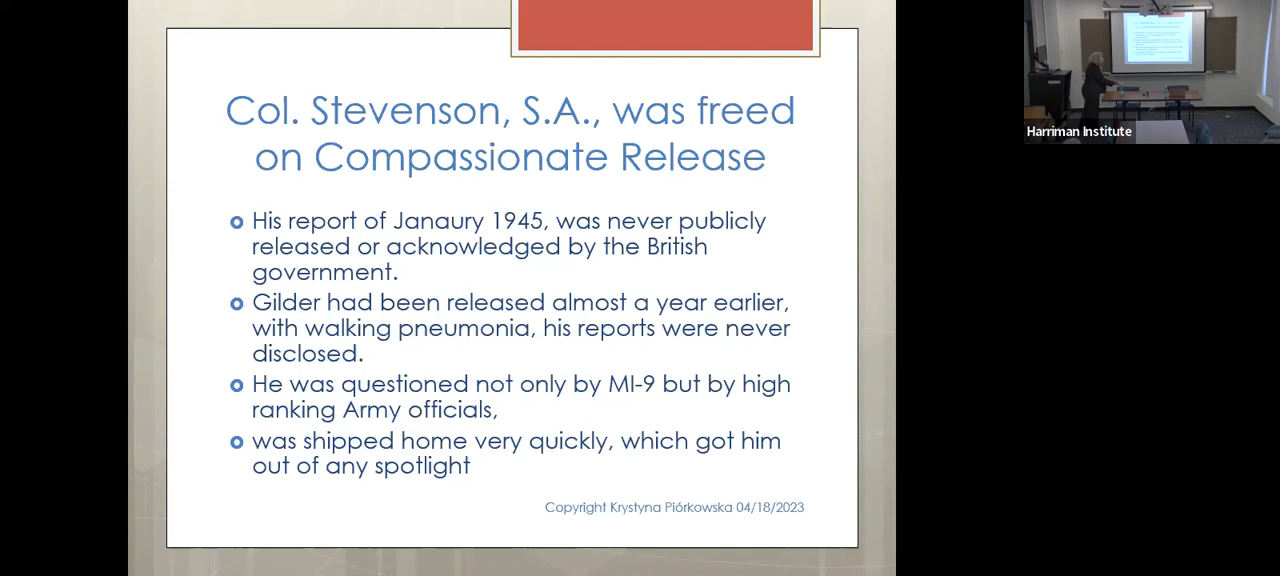 Col. Stevenson, S.A., was freed
on Compassionate Release
His report of Janaury 1945, was never publicly
released or acknowledged by the British
government.
Gilder had been released almost a year earlier,
with walking pneumonia, his reports were never
disclosed.
He was questioned not only by MI-9 but by high
ranking Army officials,
was shipped home very quickly, which got him
out of any spotlight
Copyright Krystyna Piórkowska 04/18/2023
Harriman Institute